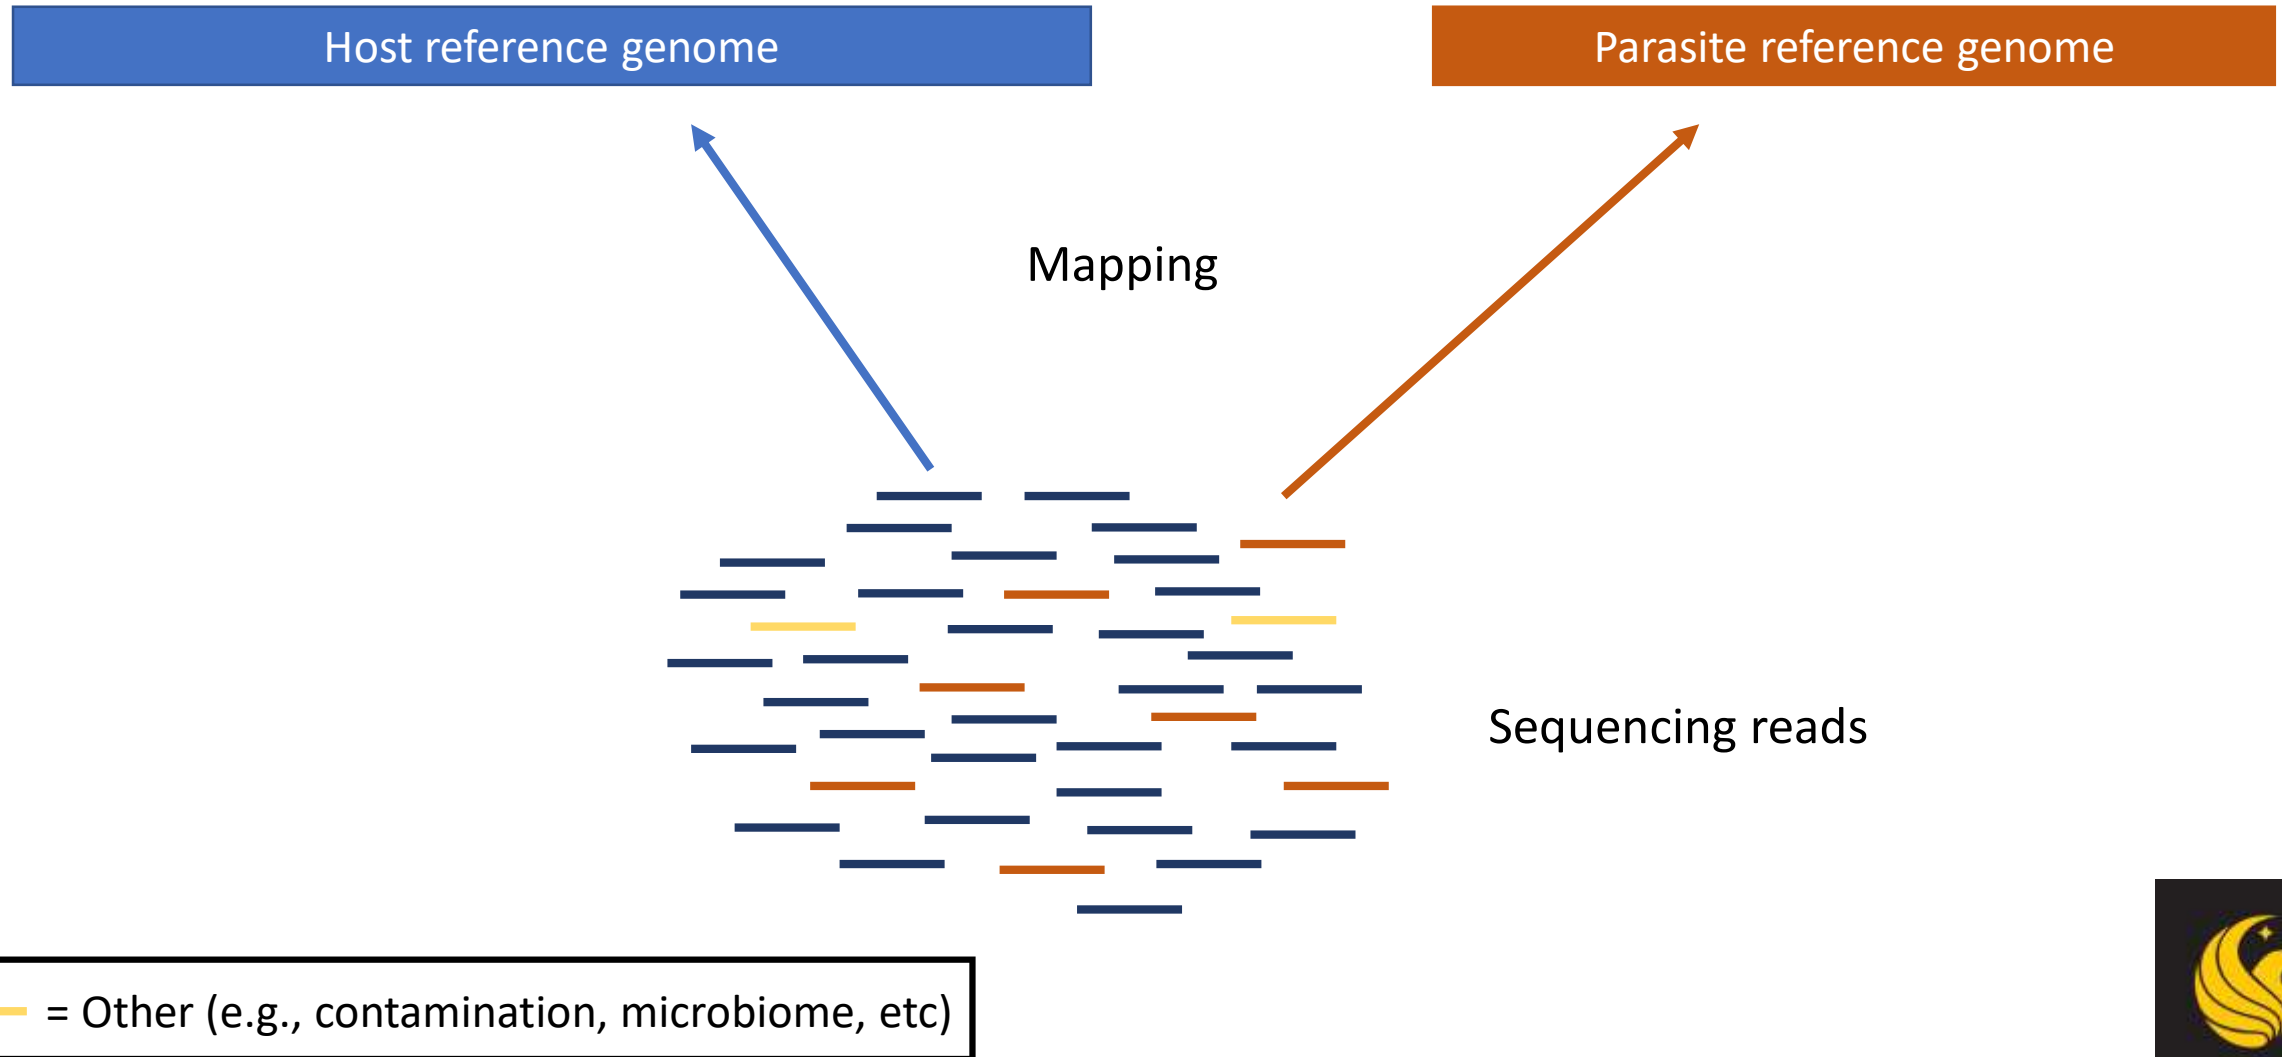 Host reference genome
Parasite reference genome
Mapping
Sequencing reads
= Other (e.g., contamination, microbiome, etc)